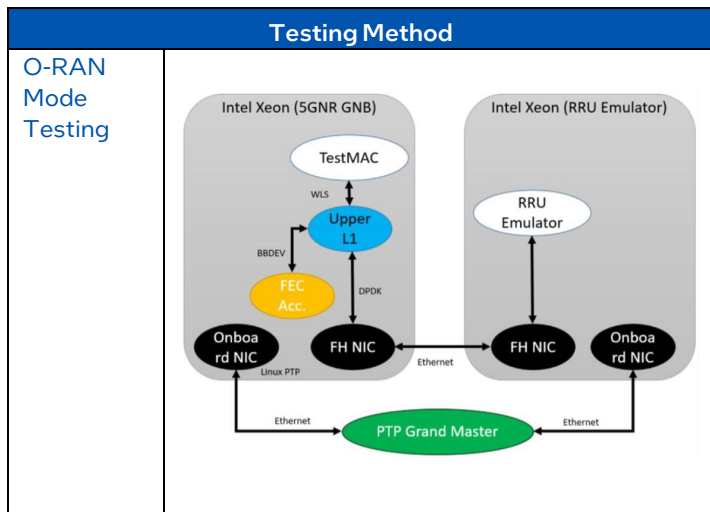 Testing Method
O-RAN
Mode
Testing
Intel Xeon (5GNR GNB)
Intel Xeon (RRU Emulator)
TestMAC
WLS
Upper
L1
RRU
Emulator
BBDEV
FEC
Acc.
DPDK
Onboa
rd NIC
FH NIC
FH NIC
Onboa
rd NIC
Linux PTP
Ethernet
Ethernet
Ethernet
PTP Grand Master